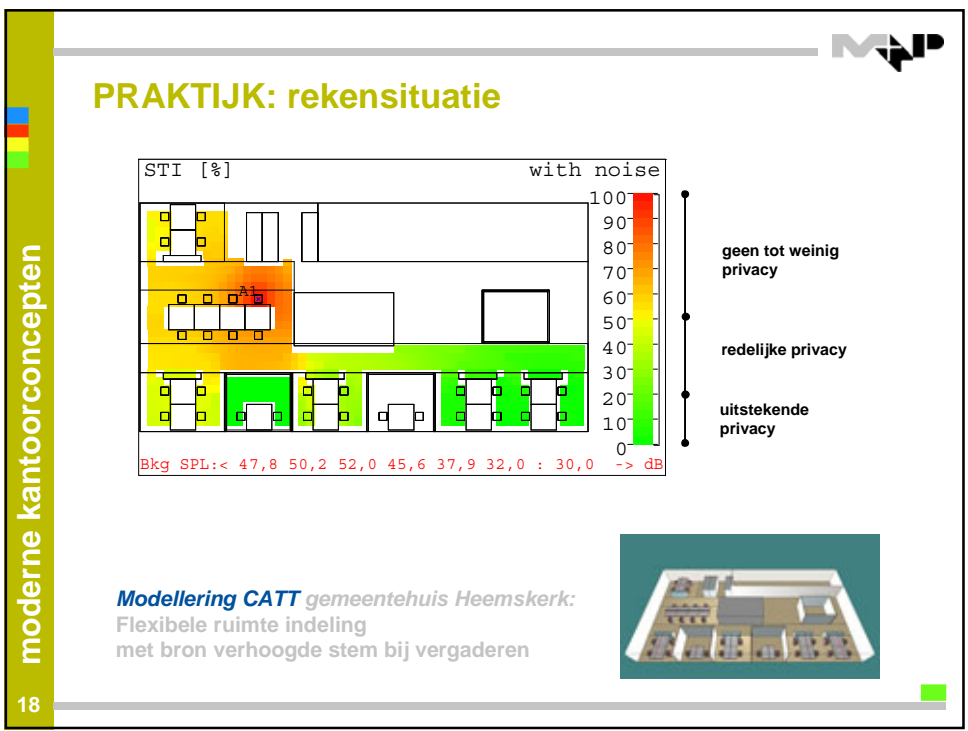 M+P
PRAKTIJK: rekensituatie
STI [%] with noise
100
90
80
70
60
50
40
30
20
10
0
A1
geen tot weinig
privacy
redelijke privacy
uitstekende
privacy
Bkg SPL:< 47,8 50,2 52,0 45,6 37,9 32,0 : 30,0 -> dB
Modellering CATT gemeentehuis Heemskerk:
Flexibele ruimte indeling
met bron verhoogde stem bij vergaderen
moderne kantoorconcepten
18